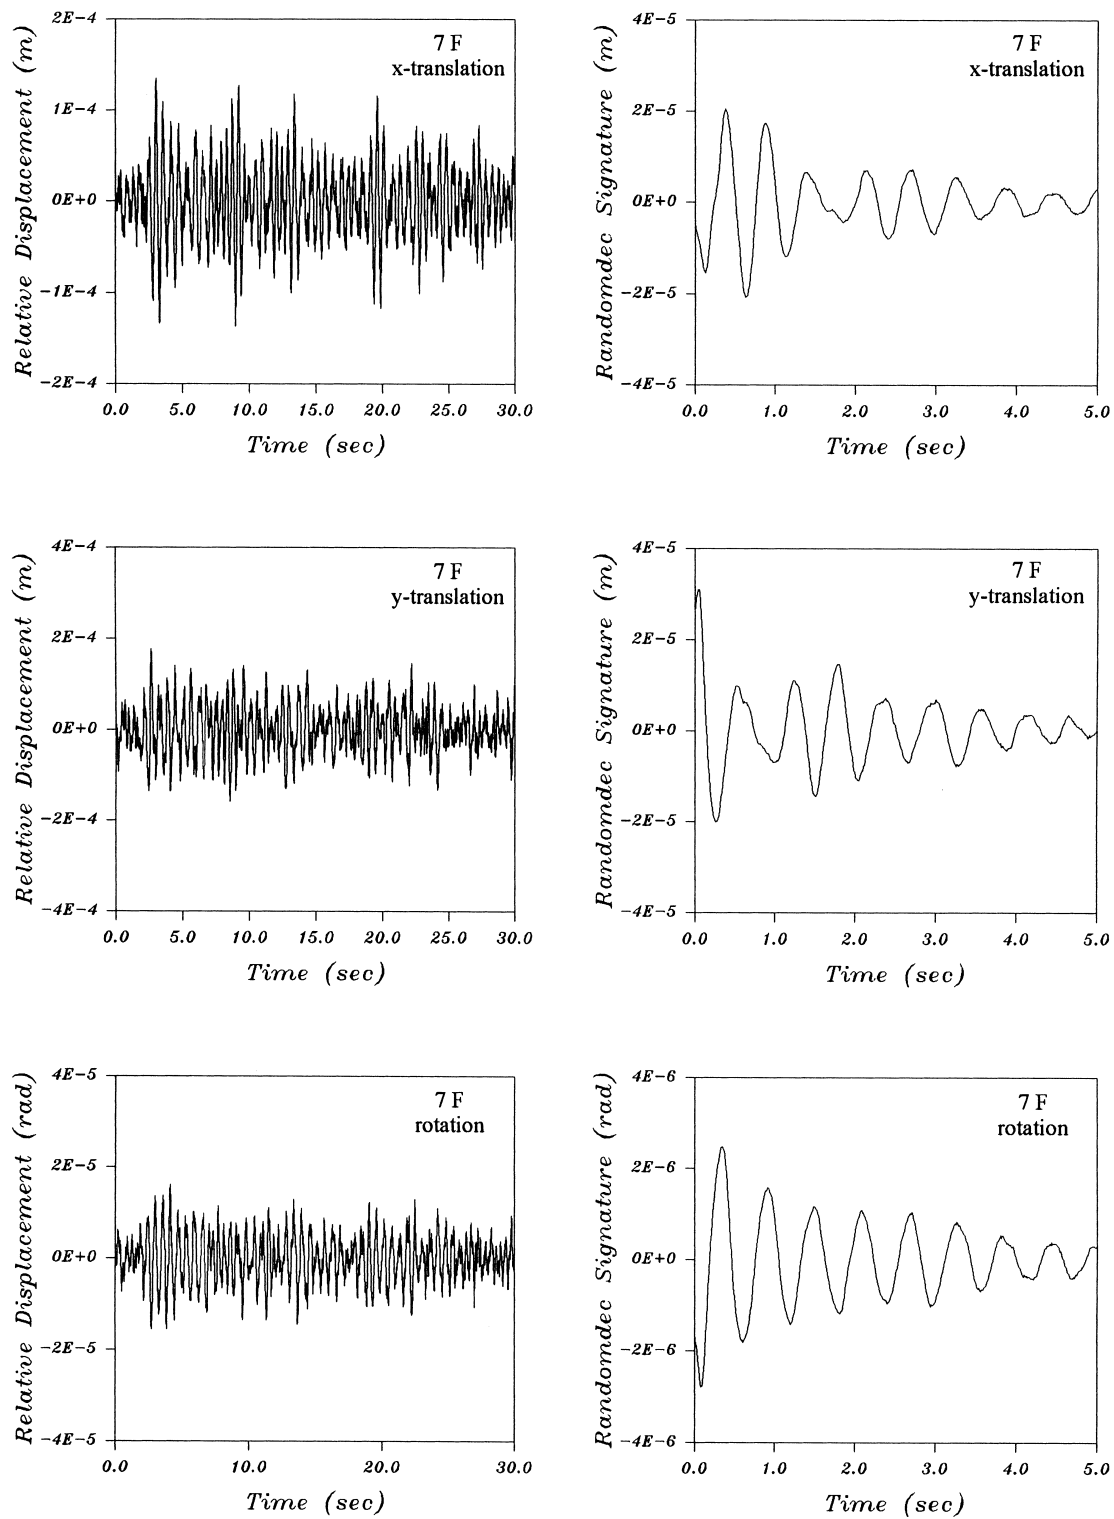 Relative Displacement (m)
2E-4
1E-4
0E+0
-1E-4
-2E-4
7 F
x-translation
0.0 5.0 10.0 15.0 20.0 25.0 30.0
Time (sec)
Randomdec Signature (m)
4E-5
2E-5
0E+0
-2E-5
-4E-5
7 F
x-translation
0.0 1.0 2.0 3.0 4.0 5.0
Time (sec)
Relative Displacement (m)
4E-4
2E-4
0E+0
-2E-4
-4E-4
7 F
y-translation
0.0 5.0 10.0 15.0 20.0 25.0 30.0
Time (sec)
Randomdec Signature (m)
4E-5
2E-5
0E+0
-2E-5
-4E-5
7 F
y-translation
0.0 1.0 2.0 3.0 4.0 5.0
Time (sec)
Relative Displacement (rad)
4E-5
2E-5
0E+0
-2E-5
-4E-5
7 F
rotation
0.0 10.0 20.0 30.0
Time (sec)
Randomdec Signature (rad)
4E-6
2E-6
0E+0
-2E-6
-4E-6
7 F
rotation
0.0 1.0 2.0 3.0 4.0 5.0
Time (sec)